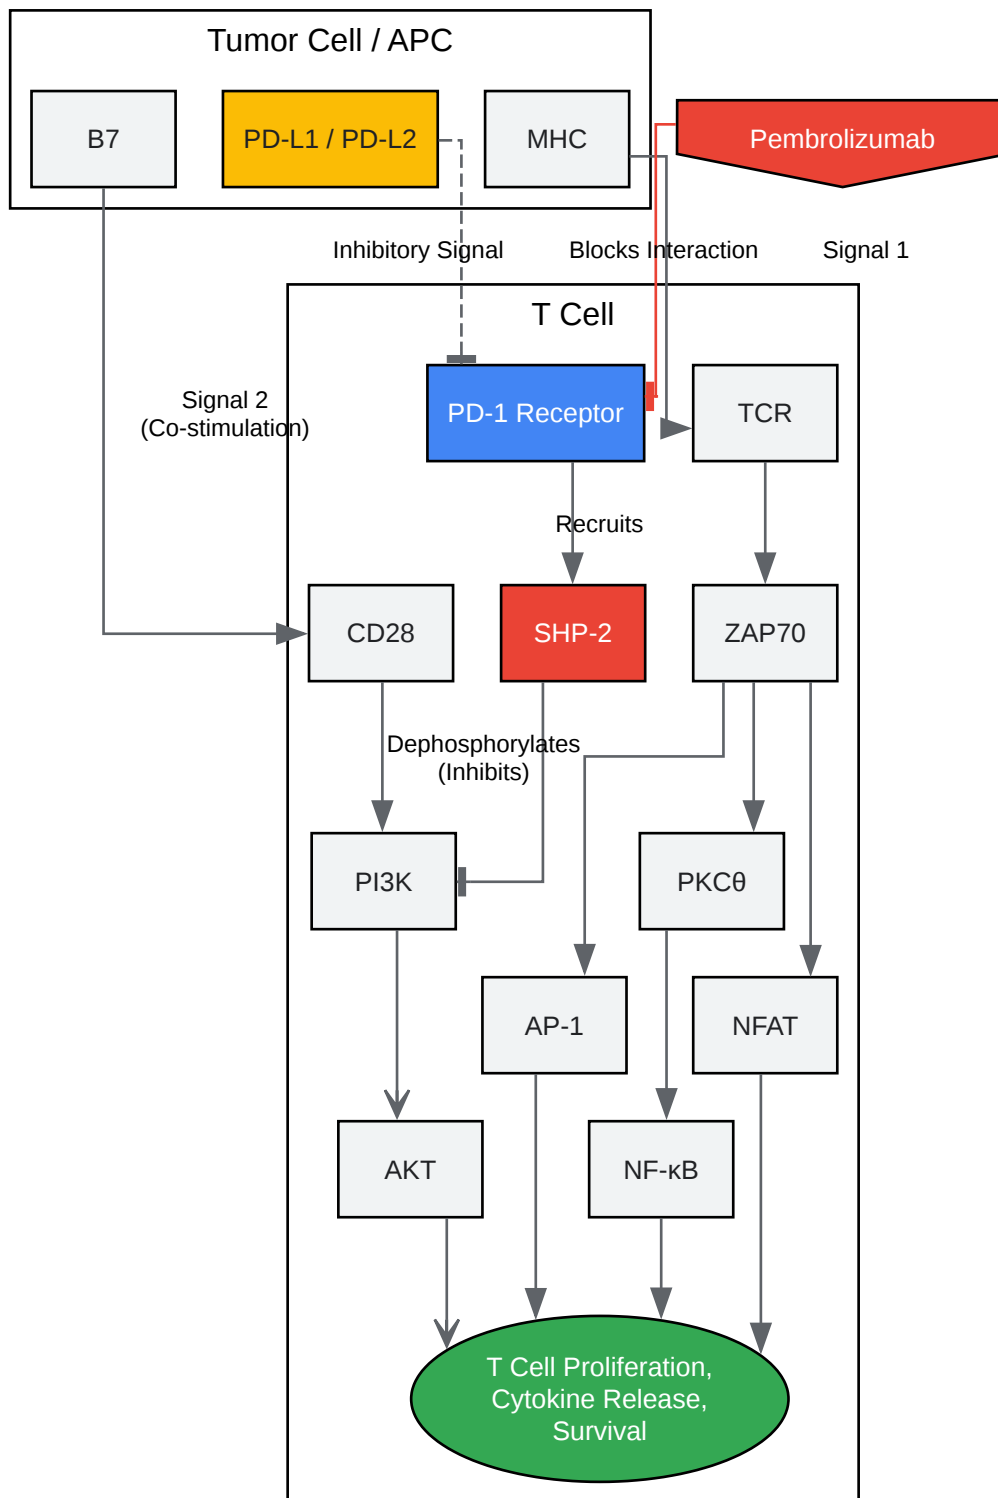 Tumor Cell / APC
B7
PD-L1 / PD-L2
MHC
Pembrolizumab
Inhibitory Signal
Blocks Interaction
Signal 1
T Cell
Signal 2
(Co-stimulation)
PD-1 Receptor
TCR
Recruits
CD28
SHP-2
ZAP70
Dephosphorylates
(Inhibits)
PI3K
PKCθ
AP-1
NFAT
AKT
NF-κB
T Cell Proliferation,
Cytokine Release,
Survival